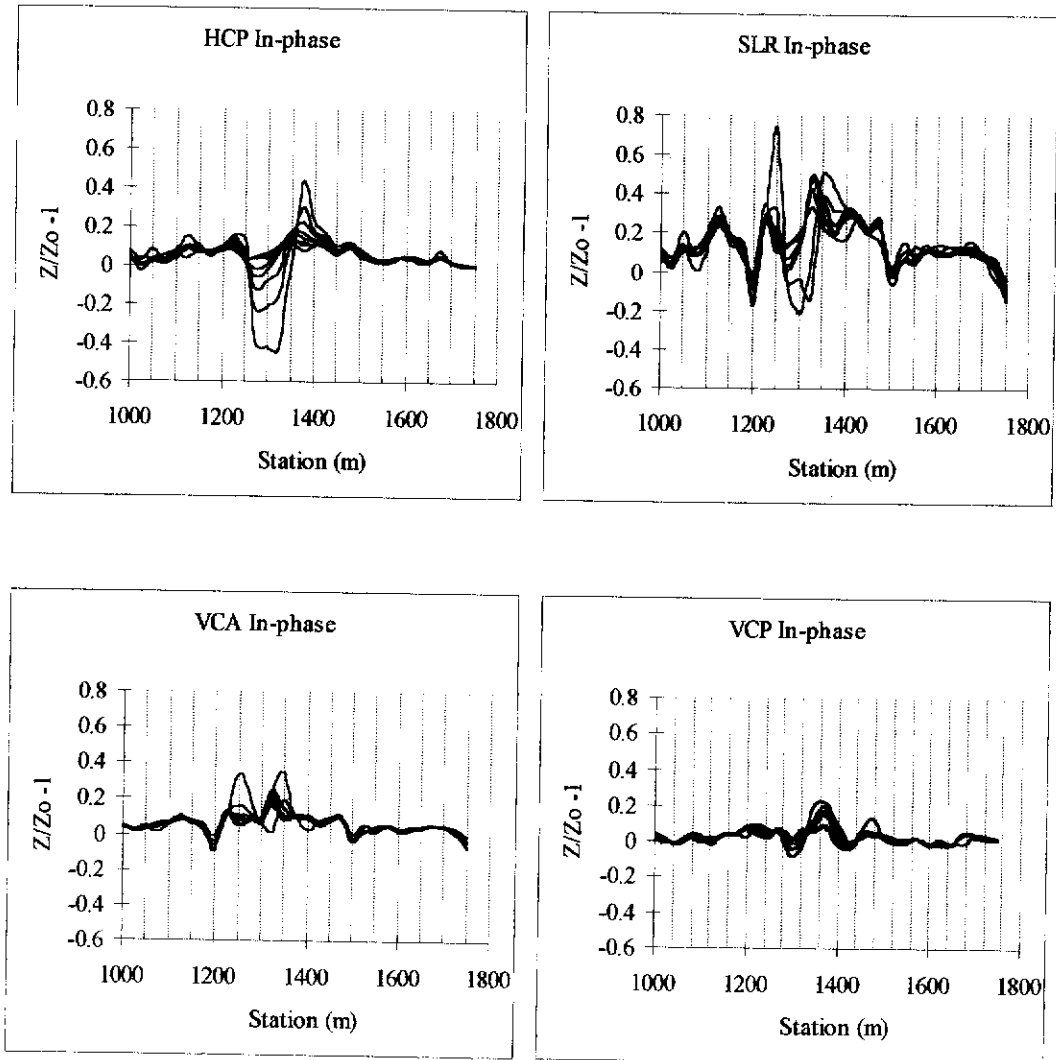 HCP In-phase
Z/Zo -1
0.8
0.6
0.4
0.2
0
-0.2
-0.4
-0.6
1000 1200 1400 1600 1800
Station (m)
SLR In-phase
Z/Zo -1
0.8
0.6
0.4
0.2
0
-0.2
-0.4
-0.6
1000 1200 1400 1600 1800
Station (m)
VCA In-phase
Z/Zo -1
0.8
0.6
0.4
0.2
0
-0.2
-0.4
-0.6
1000 1200 1400 1600 1800
Station (m)
VCP In-phase
Z/Zo -1
0.8
0.6
0.4
0.2
0
-0.2
-0.4
-0.6
1000 1200 1400 1600 1800
Station (m)